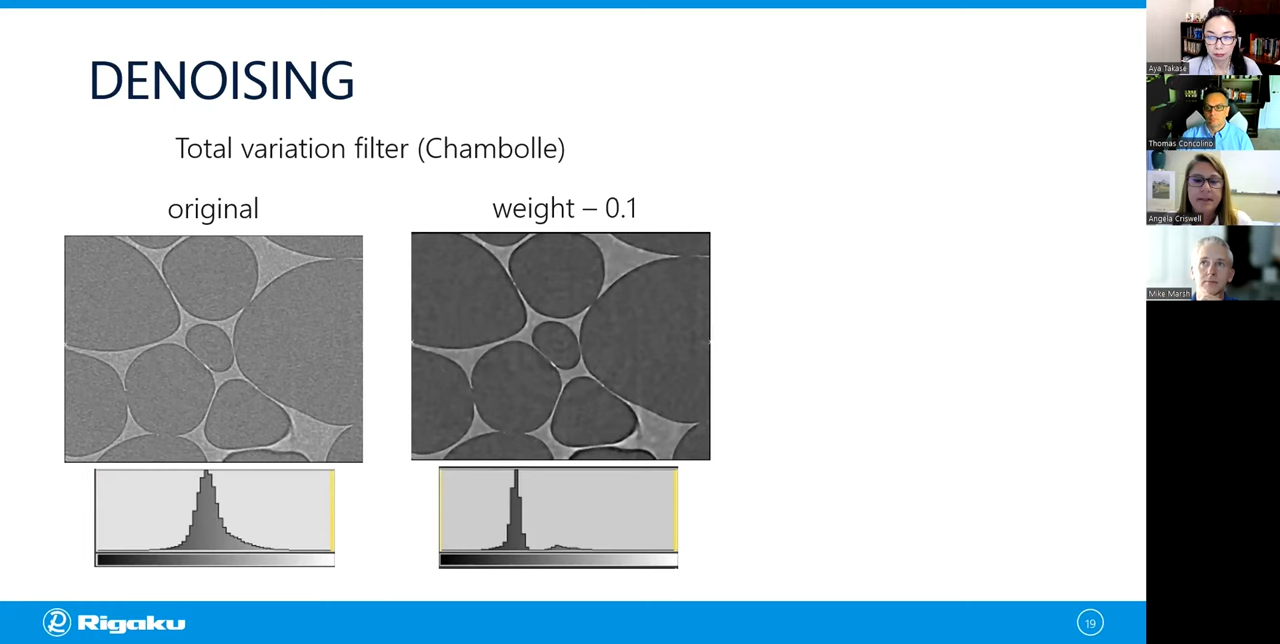 DENOISING
Total variation filter (Chambolle)
original
weight – 0.1
Rigaku
19
Aya Takase
Thomas Concolino
Angela Criswell
Mike Marsh